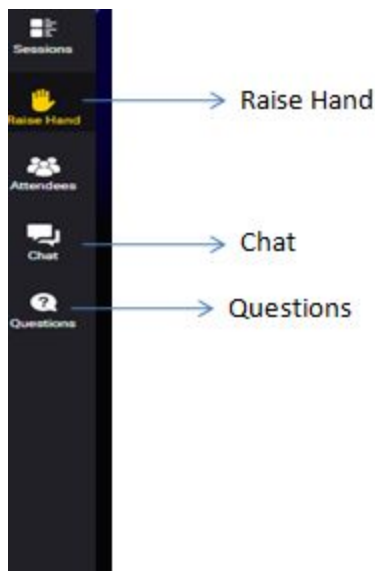 Sessions
Raise Hand
Raise Hand
Attendees
Chat
Chat
Questions
Questions